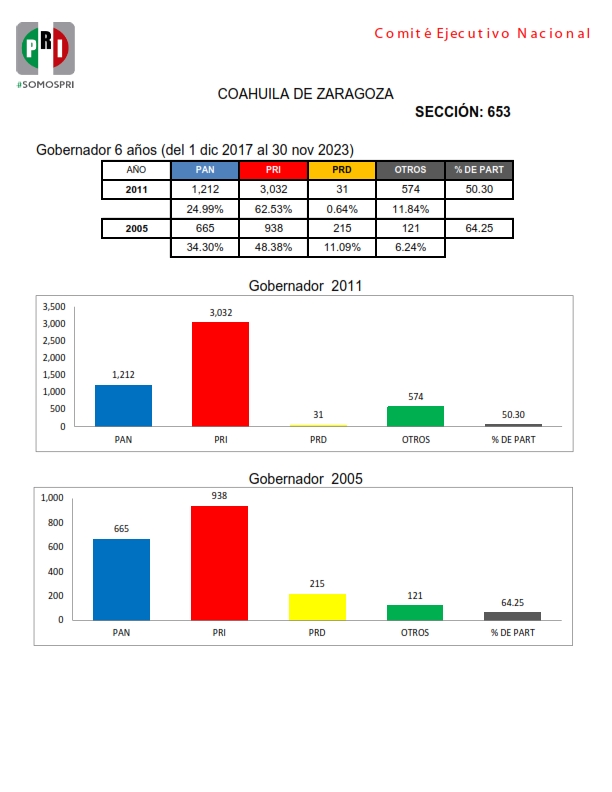 PRI
#SOMOSPRI
Comité Ejecutivo Nacional
COAHUILA DE ZARAGOZA
SECCIÓN: 653
Gobernador 6 años (del 1 dic 2017 al 30 nov 2023)
AÑO PAN PRI PRD OTROS % DE PART
2011 1,212 3,032 31 574 50.30
24.99% 62.53% 0.64% 11.84%
2005 665 938 215 121 64.25
34.30% 48.38% 11.09% 6.24%
Gobernador 2011
3,500
3,000
2,500
2,000
1,500
1,000
500
0
1,212
3,032
31
574
50.30
PAN PRI PRD OTROS % DE PART
Gobernador 2005
1,000
800
600
400
200
0
665
938
215
121
64.25
PAN PRI PRD OTROS % DE PART